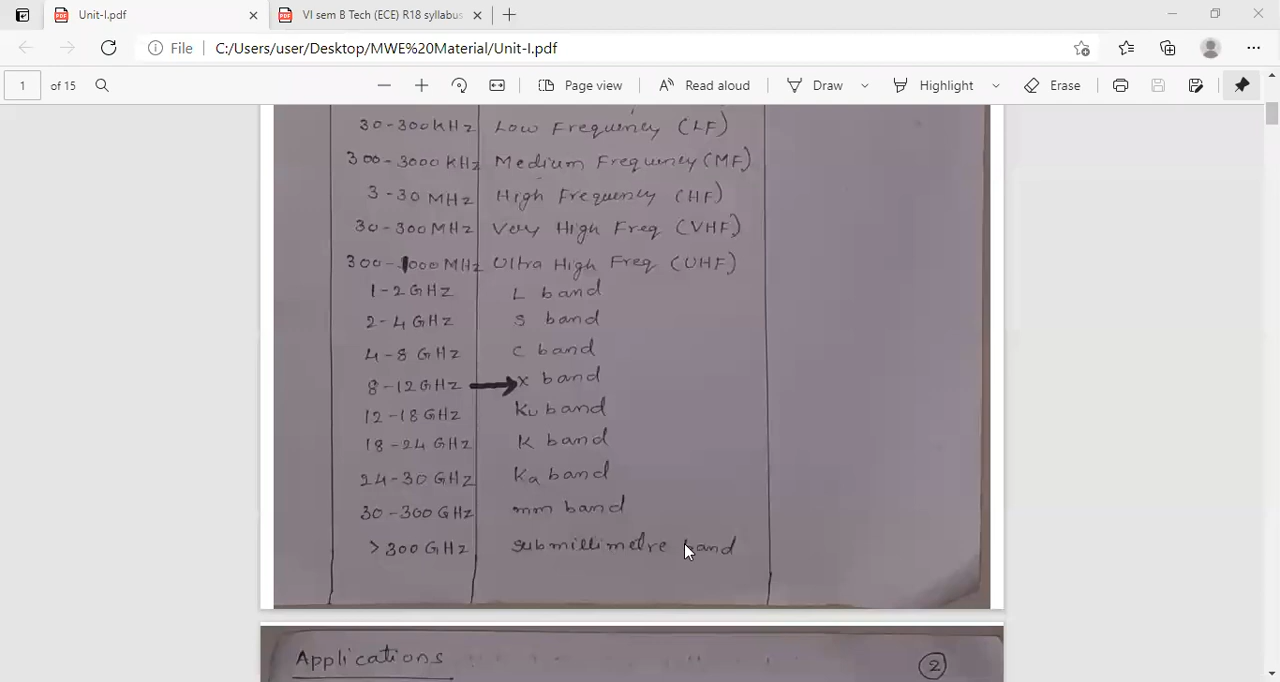 Unit-I.pdf
VI sem B Tech (ECE) R18 syllabus
File C:/Users/user/Desktop/MWE%20Material/Unit-I.pdf
1 of 15 Page view Read aloud Draw Highlight Erase
30-300kHz Low Frequency (LF)
300-3000 kHz Medium Frequency (MF)
3-30 MHz High Frequency (HF)
30-300 MHz Very High Freq (VHF)
300-1000 MHz Ultra High Freq (UHF)
1-2 GHz L band
2-4 GHz S band
4-8 GHz C band
8-12 GHz → X band
12-18 GHz Ku band
18-24 GHz K band
24-30 GHz Ka band
30-300 GHz mm band
>300 GHz submillimetre band
Applications 2